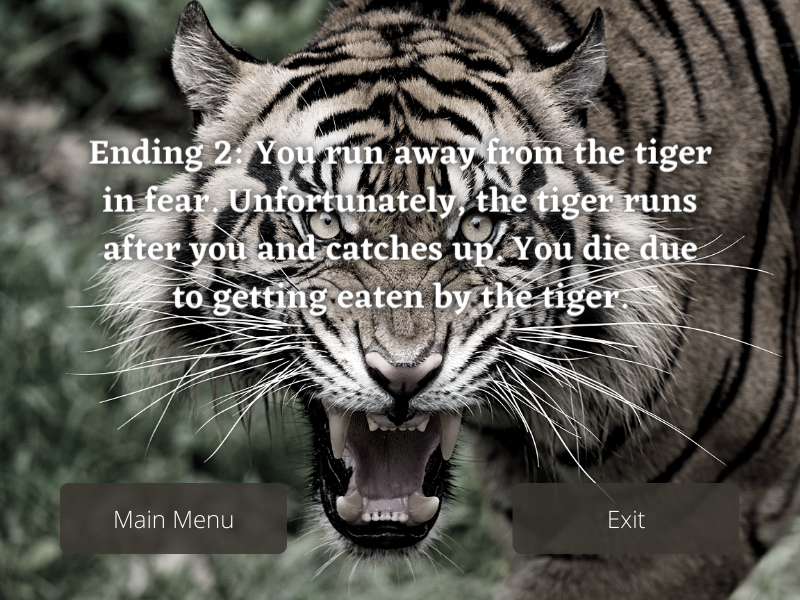 Ending 2: You run away from the tiger
in fear. Unfortunately, the tiger runs
after you and catches up. You die due
to getting eaten by the tiger.
Main Menu
Exit